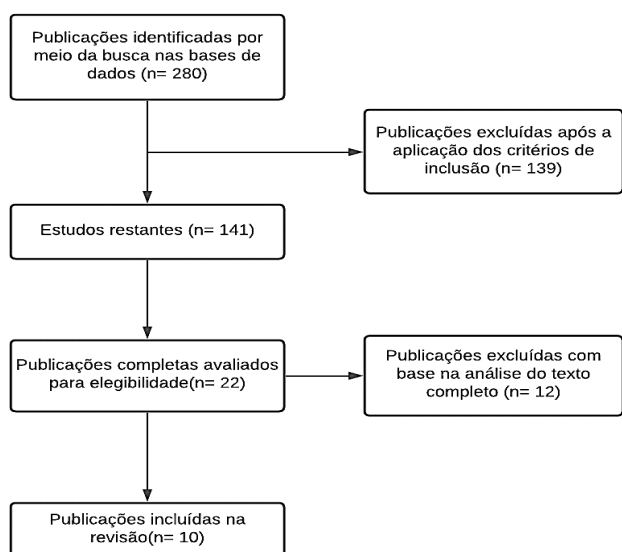 Publicações identificadas por
meio da busca nas bases de
dados (n= 280)
Publicações excluídas após a
aplicação dos critérios de
inclusão (n= 139)
Estudos restantes (n= 141)
Publicações completas avaliados
para elegibilidade(n= 22)
Publicações excluídas com
base na análise do texto
completo (n= 12)
Publicações incluídas na
revisão(n= 10)